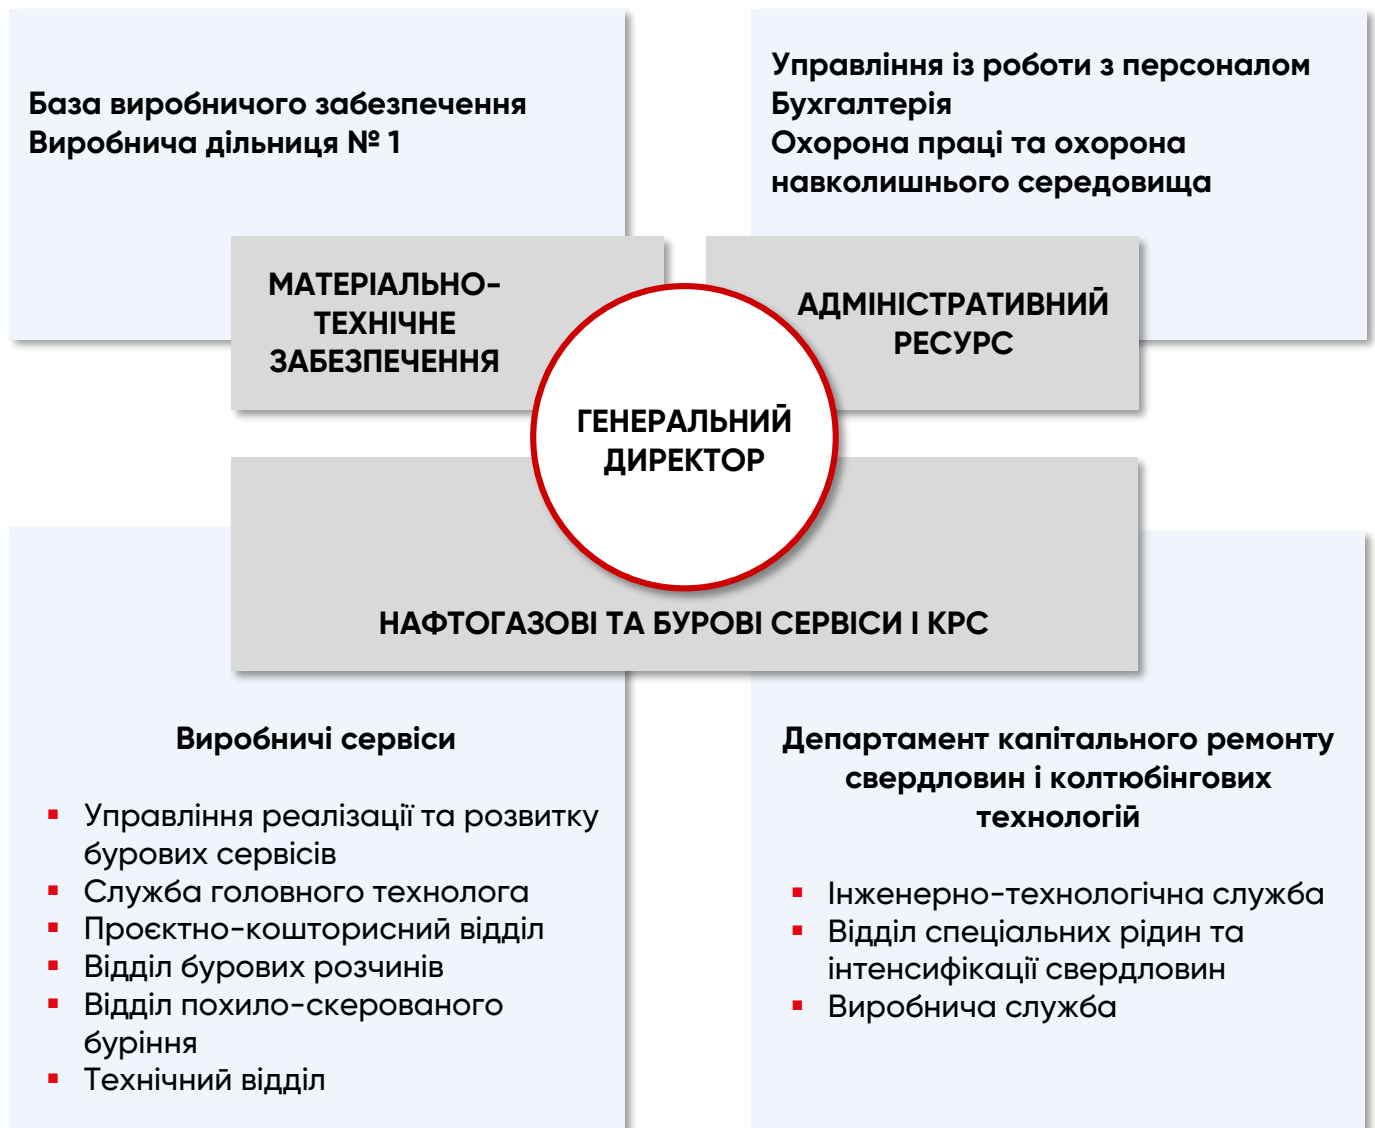 База виробничого забезпечення
Виробнича дільниця № 1
Управління із роботи з персоналом
Бухгалтерія
Охорона праці та охорона
навколишнього середовища
МАТЕРІАЛЬНО-
ТЕХНІЧНЕ
ЗАБЕЗПЕЧЕННЯ
АДМІНІСТРАТИВНИЙ
РЕСУРС
ГЕНЕРАЛЬНИЙ
ДИРЕКТОР
НАФТОГАЗОВІ ТА БУРОВІ СЕРВІСИ І КРС
Виробничі сервіси
▪ Управління реалізації та розвитку
бурових сервісів
▪ Служба головного технолога
▪ Проєктно-кошторисний відділ
▪ Відділ бурових розчинів
▪ Відділ похило-скерованого
буріння
▪ Технічний відділ
Департамент капітального ремонту
свердловин і колтюбінгових
технологій
▪ Інженерно-технологічна служба
▪ Відділ спеціальних рідин та
інтенсифікації свердловин
▪ Виробнича служба